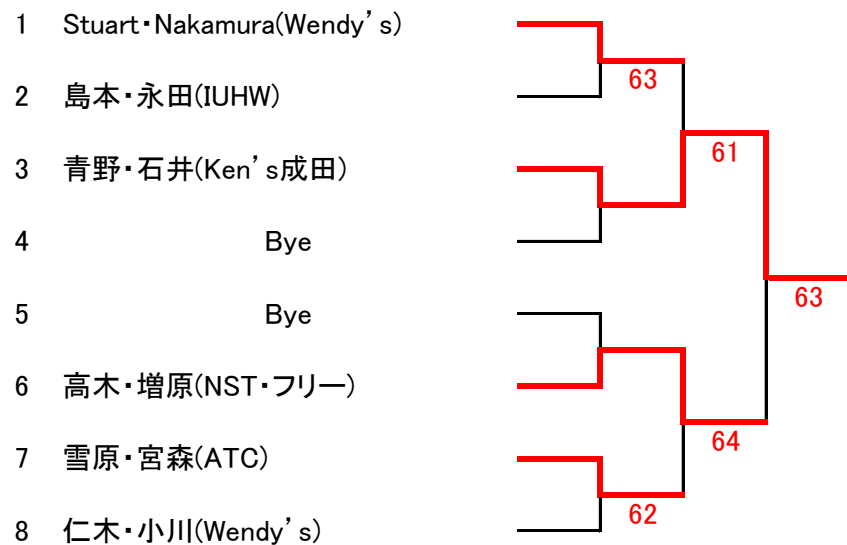 1 Stuart・Nakamura(Wendy's)
63
2 島本・永田(IUHW)
61
3 青野・石井(Ken's成田)
4 Bye
63
5 Bye
6 高木・増原(NST・フリー)
64
7 雪原・宮森(ATC)
62
8 仁木・小川(Wendy's)